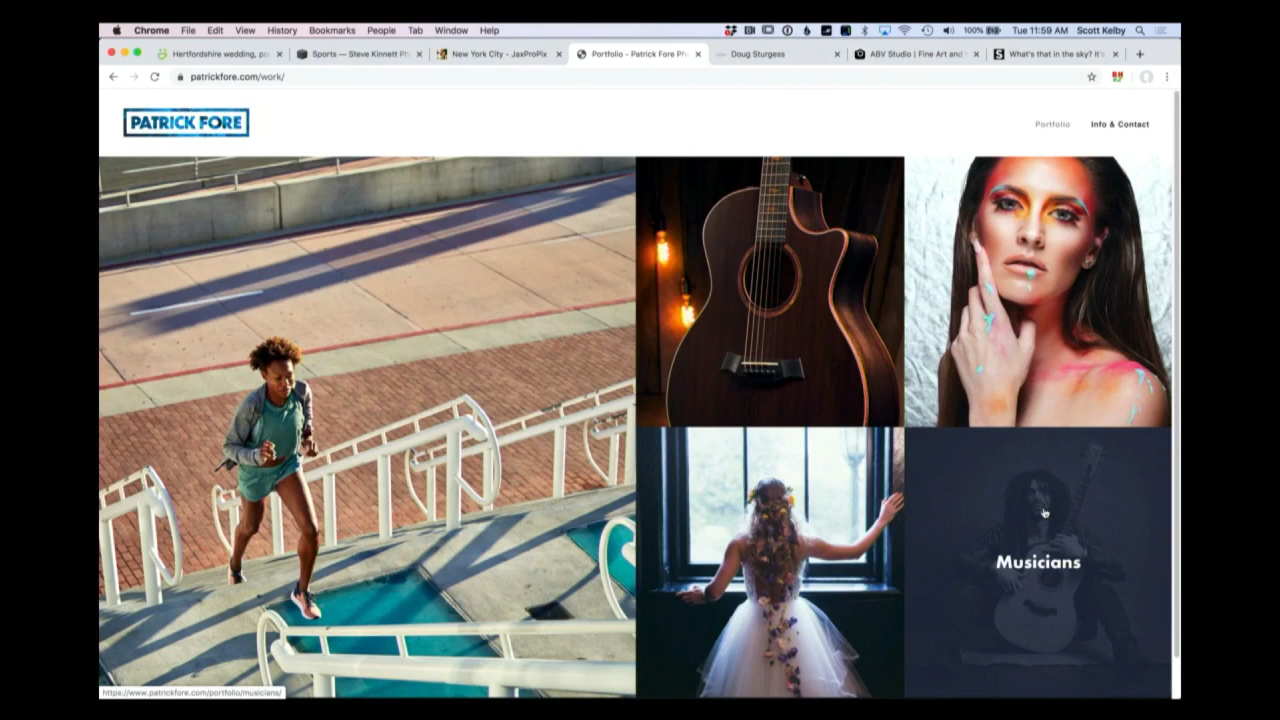 Chrome File Edit View History Bookmarks People Tab Window Help 100% Tue 11:59 AM Scott Kelby
Hertfordshire wedding, po Sports — Steve Kinnett Ph New York City - JaxProPix Portfolio - Patrick Fore Ph Doug Sturgess ABV Studio | Fine Art and What's that in the sky? It's
patrickfore.com/work/
PATRICK FORE
Portfolio Info & Contact
Musicians
https://www.patrickfore.com/portfolio/musicians/